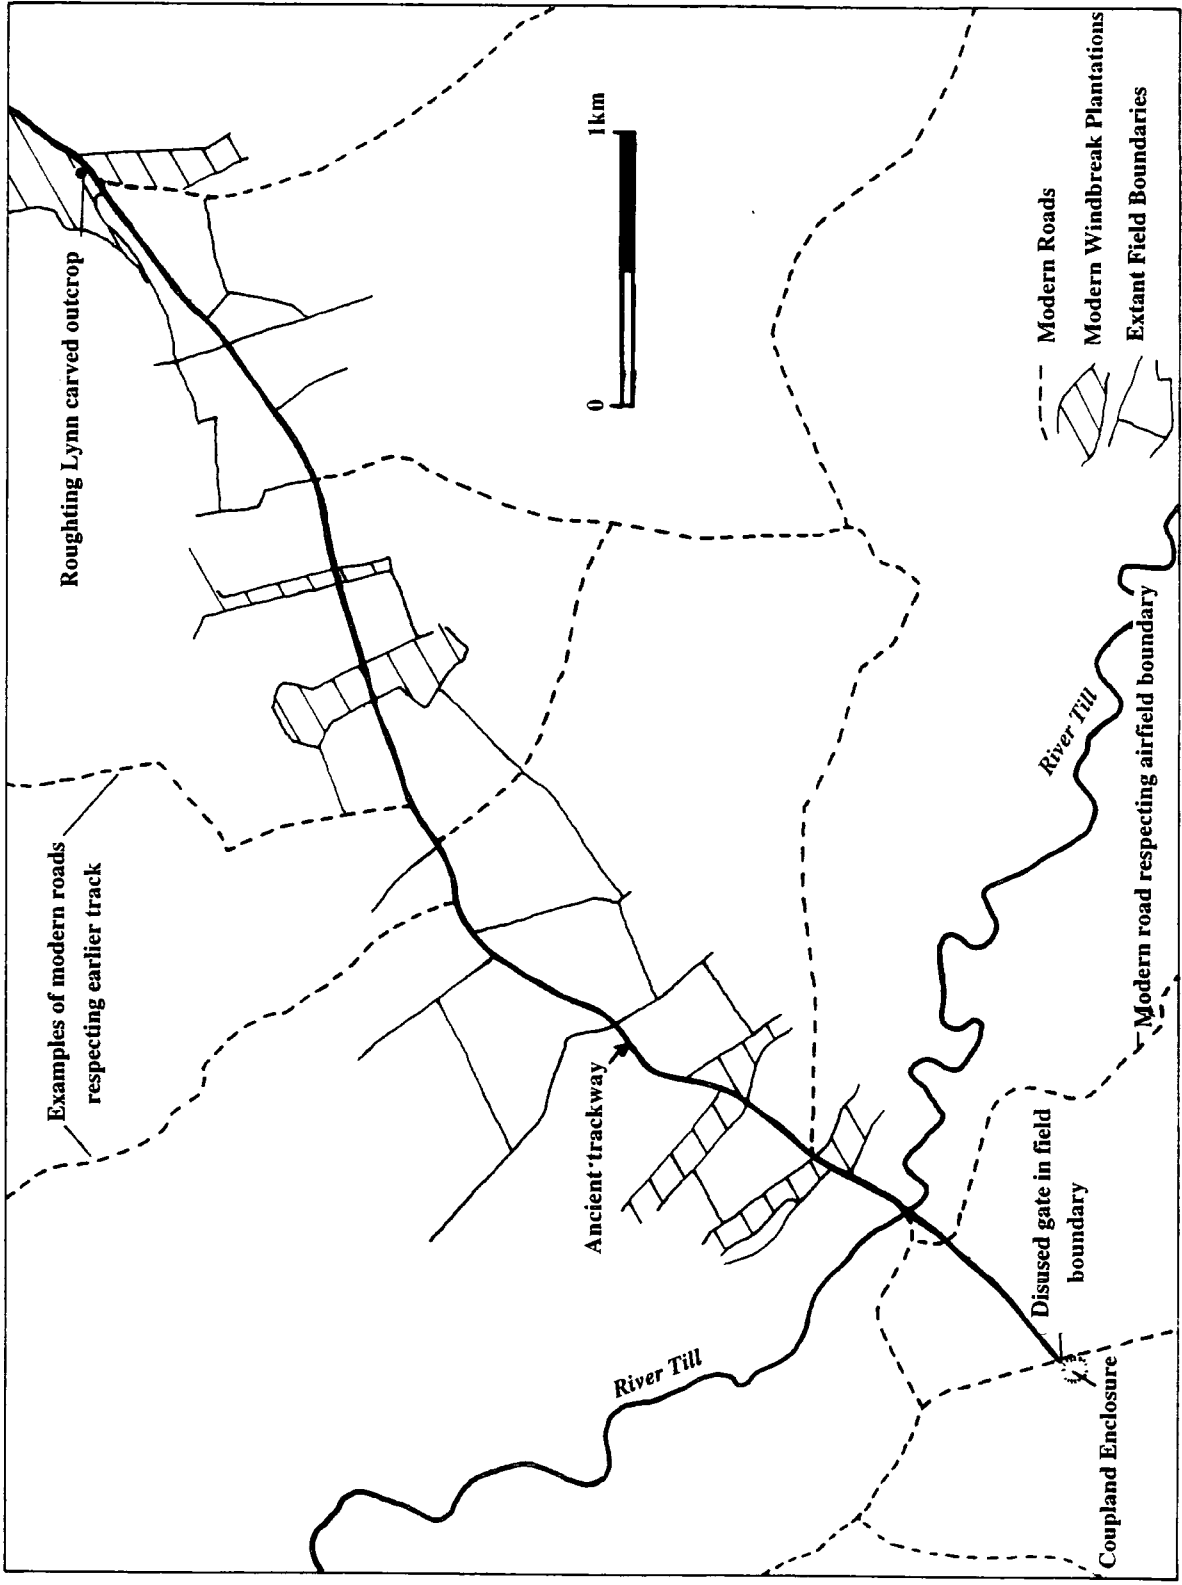 Roughting Lynn carved outcrop
Examples of modern roads
respecting earlier track
Ancient trackway
0
1km
River Till
River Till
Disused gate in field
boundary
Coupland Enclosure
Modern road respecting airfield boundary
Modern Roads
Modern Windbreak Plantations
Extant Field Boundaries